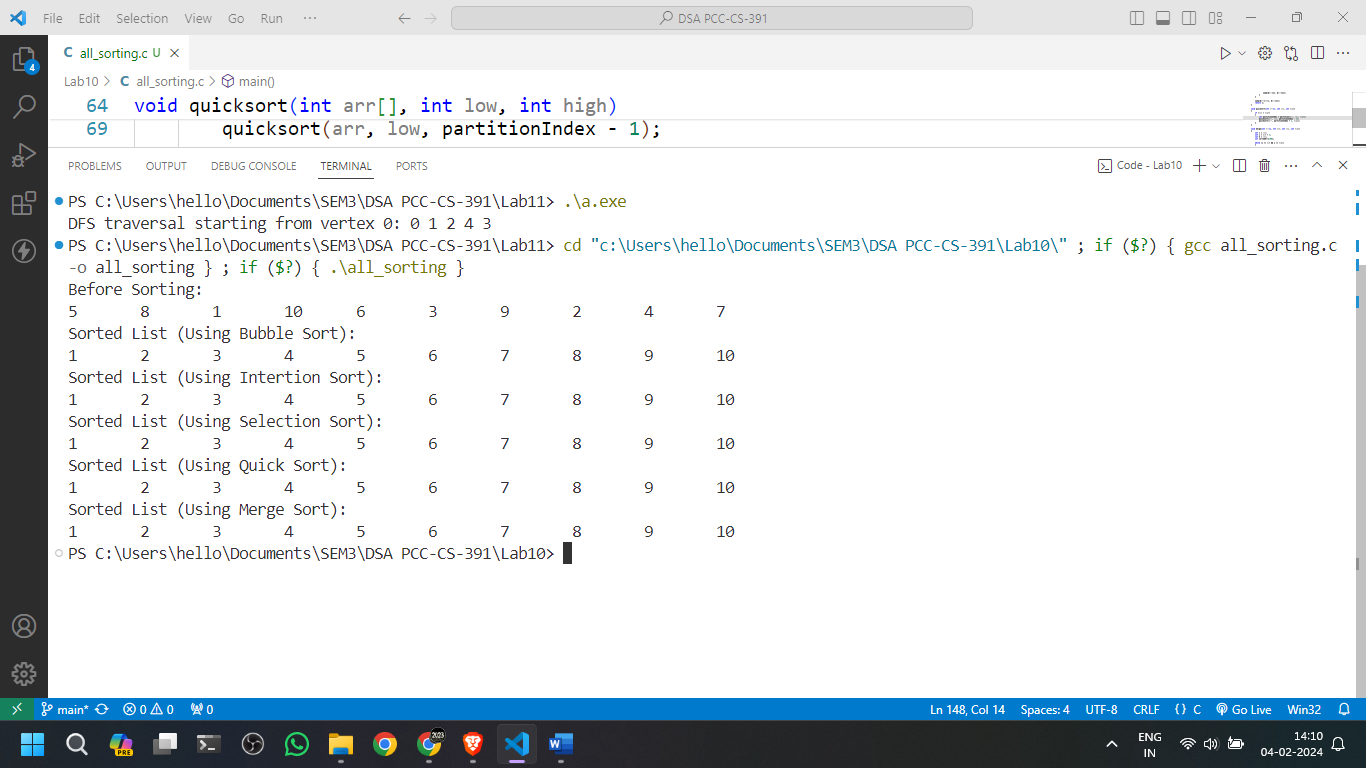 File Edit Selection View Go Run ··· DSA PCC-CS-391
C all_sorting.c U
Lab10 > C all_sorting.c > main()
64 void quicksort(int arr[], int low, int high)
69 quicksort(arr, low, partitionIndex - 1);
PROBLEMS OUTPUT DEBUG CONSOLE TERMINAL PORTS Code - Lab10
PS C:\Users\hello\Documents\SEM3\DSA PCC-CS-391\Lab11> .\a.exe
DFS traversal starting from vertex 0: 0 1 2 4 3
PS C:\Users\hello\Documents\SEM3\DSA PCC-CS-391\Lab11> cd "c:\Users\hello\Documents\SEM3\DSA PCC-CS-391\Lab10\" ; if ($?) { gcc all_sorting.c
-o all_sorting } ; if ($?) { .\all_sorting }
Before Sorting:
5 8 1 10 6 3 9 2 4 7
Sorted List (Using Bubble Sort):
1 2 3 4 5 6 7 8 9 10
Sorted List (Using Intertion Sort):
1 2 3 4 5 6 7 8 9 10
Sorted List (Using Selection Sort):
1 2 3 4 5 6 7 8 9 10
Sorted List (Using Quick Sort):
1 2 3 4 5 6 7 8 9 10
Sorted List (Using Merge Sort):
1 2 3 4 5 6 7 8 9 10
PS C:\Users\hello\Documents\SEM3\DSA PCC-CS-391\Lab10>
4
main* 0 0 0 Ln 148, Col 14 Spaces: 4 UTF-8 CRLF {} C Go Live Win32
PRE 2023 ENG 14:10
IN 04-02-2024